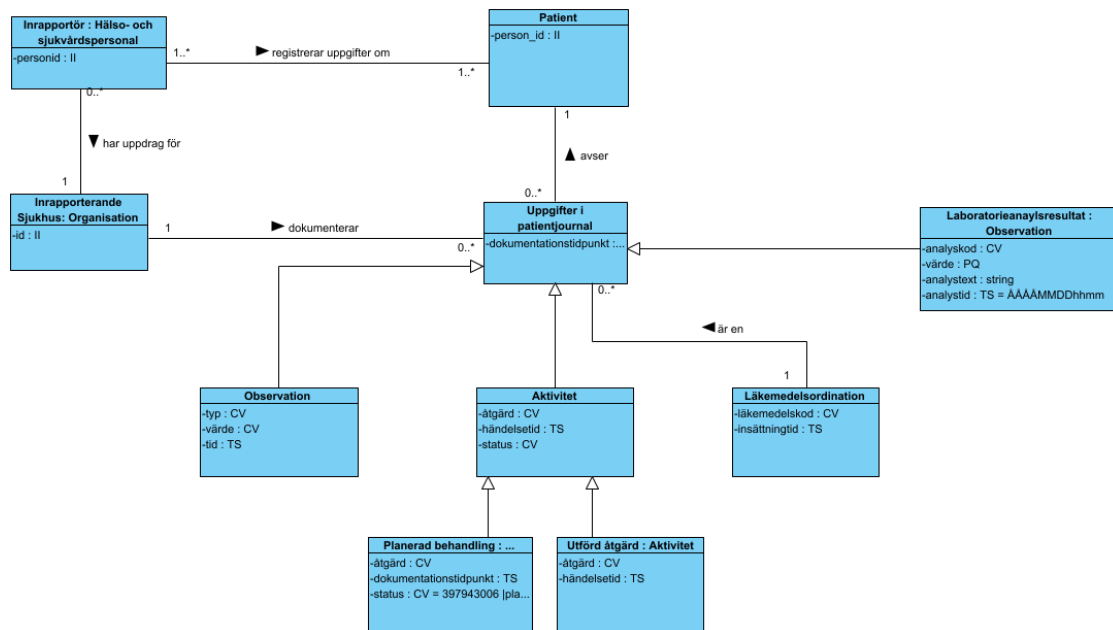 Inrapportör : Hälso- och
sjukvårdspersonal
-personid : II
Patient
-person_id : II
1..*
registrerar uppgifter om
1..*
0..*
har uppdrag för
1
1
avser
0..*
Inrapporterande
Sjukhus: Organisation
-id : II
1
dokumenterar
0..*
Uppgifter i
patientjournal
-dokumentationstidpunkt :...
0..*
Laboratorieanaylsresultat :
Observation
-analyskod : CV
-värde : PQ
-analystext : string
-analystid : TS = ÅÅÅÅMMDDhhmm
är en
1
Observation
-typ : CV
-värde : CV
-tid : TS
Aktivitet
-åtgärd : CV
-händelsetid : TS
-status : CV
Läkemedelsordination
-läkemedelskod : CV
-insättningtid : TS
Planerad behandling : ...
-åtgärd : CV
-dokumentationstidpunkt : TS
-status : CV = 397943006 |pla...
Utförd åtgärd : Aktivitet
-åtgärd : CV
-händelsetid : TS